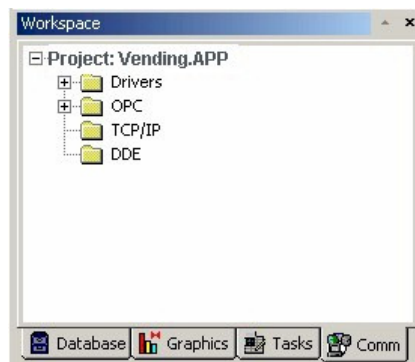 Workspace
Project: Vending.APP
Drivers
OPC
TCP/IP
DDE
Database Graphics Tasks Comm